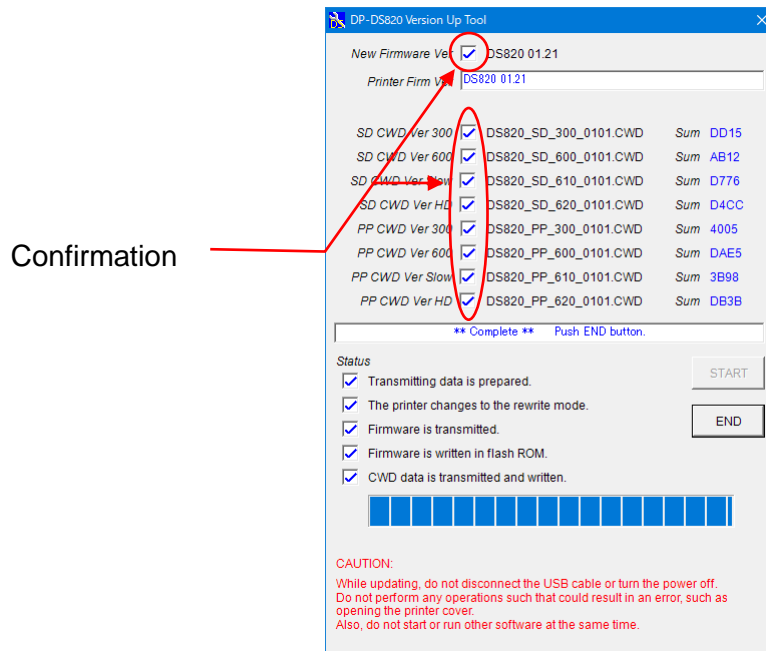 DP-DS820 Version Up Tool
New Firmware Ver DS820 01.21
Printer Firm Ver DS820 01.21
SD CWD Ver 300 DS820_SD_300_0101.CWD Sum DD15
SD CWD Ver 600 DS820_SD_600_0101.CWD Sum AB12
SD CWD Ver Slow DS820_SD_610_0101.CWD Sum D776
SD CWD Ver HD DS820_SD_620_0101.CWD Sum D4CC
PP CWD Ver 300 DS820_PP_300_0101.CWD Sum 4005
Confirmation
PP CWD Ver 600 DS820_PP_600_0101.CWD Sum DAE5
PP CWD Ver Slow DS820_PP_610_0101.CWD Sum 3B98
PP CWD Ver HD DS820_PP_620_0101.CWD Sum DB3B
** Complete ** Push END button.
Status
Transmitting data is prepared.
START
The printer changes to the rewrite mode.
END
Firmware is transmitted.
Firmware is written in flash ROM.
CWD data is transmitted and written.
CAUTION:
While updating, do not disconnect the USB cable or turn the power off.
Do not perform any operations such that could result in an error, such as
opening the printer cover.
Also, do not start or run other software at the same time.